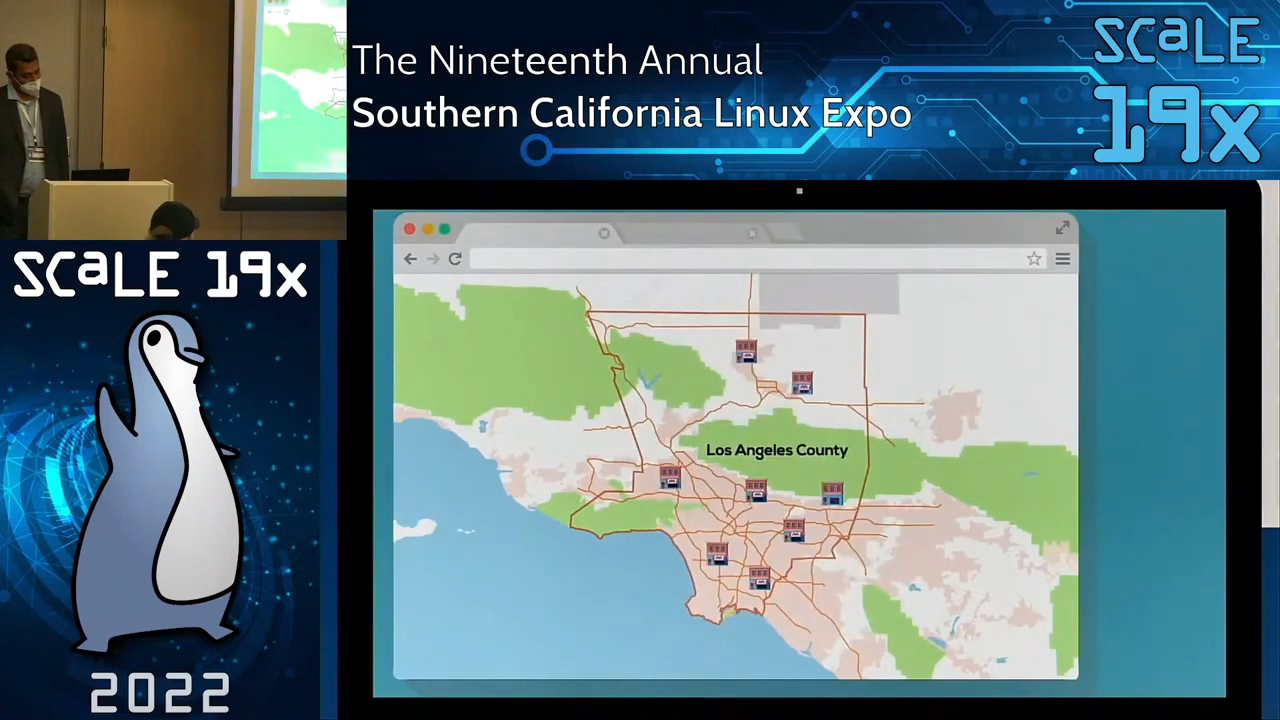 The Nineteenth Annual
Southern California Linux Expo
SCaLE
19x
SCaLE 19x
2022
Los Angeles County